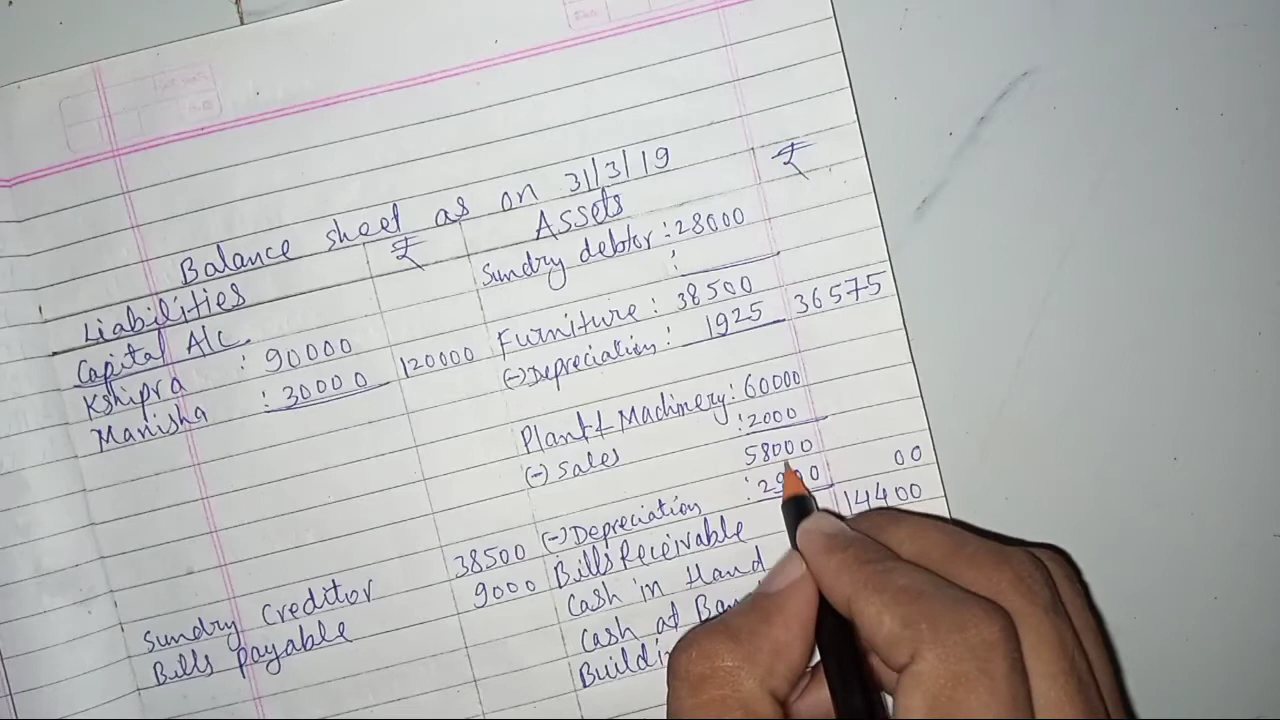 Balance sheet as on 31/3/19
Liabilities ₹ Assets ₹
Capital A/C Sundry debtor : 28000
Kshipra : 90000 :
Manisha : 30000 120000 Furniture : 38500
(-) Depreciation : 1925 36575
Plant & Machinery : 60000
(-) Sales : 2000
58000
(-) Depreciation : 2900 00
Sundry Creditor 38500 Bills Receivable 14400
Bills payable 9000 Cash in Hand
Cash at